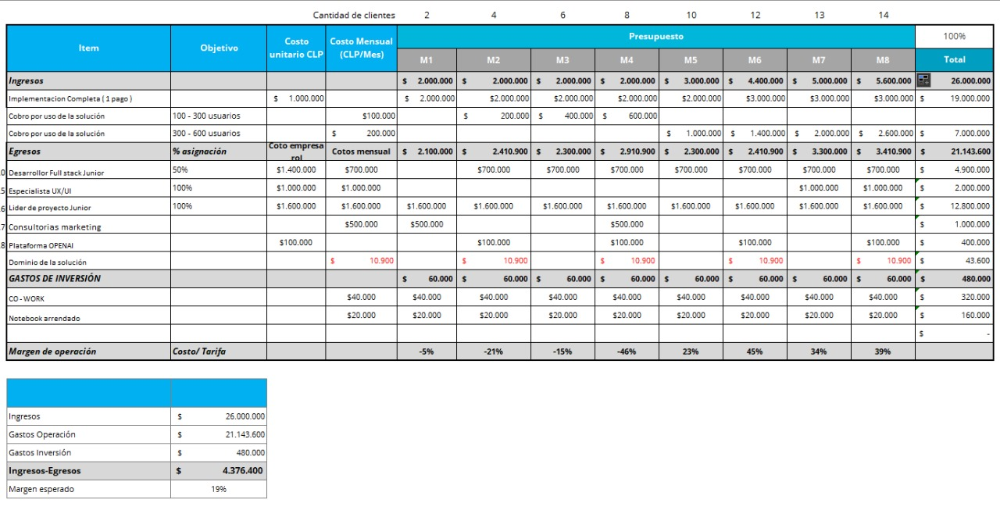 Cantidad de clientes 2 4 6 8 10 12 13 14
Item Objetivo Costo unitario CLP Costo Mensual (CLP/Mes) Presupuesto 100%
M1 M2 M3 M4 M5 M6 M7 M8 Total
Ingresos $ 2.000.000 $ 2.000.000 $ 2.000.000 $ 2.000.000 $ 3.000.000 $ 4.400.000 $ 5.000.000 $ 5.600.000 26.000.000
Implementacion Completa ( 1 pago ) $ 1.000.000 $ 2.000.000 $2.000.000 $2.000.000 $2.000.000 $2.000.000 $3.000.000 $3.000.000 $3.000.000 $ 19.000.000
Cobro por uso de la solución 100 - 300 usuarios $100.000 $ 200.000 $ 400.000 $ 600.000
Cobro por uso de la solución 300 - 600 usuarios $ 200.000 $ 1.000.000 $ 1.400.000 $ 2.000.000 $ 2.600.000 $ 7.000.000
Egresos % asignación Coto empresa rol Cotos mensual $ 2.100.000 $ 2.410.900 $ 2.300.000 $ 2.910.900 $ 2.300.000 $ 2.410.900 $ 3.300.000 $ 3.410.900 $ 21.143.600
0 Desarrollor Full stack Junior 50% $1.400.000 $700.000 $700.000 $700.000 $700.000 $700.000 $700.000 $700.000 $700.000 $ 4.900.000
5 Especialista UX/UI 100% $1.000.000 $1.000.000 $1.000.000 $1.000.000 $ 2.000.000
6 Lider de proyecto Junior 100% $1.600.000 $1.600.000 $1.600.000 $1.600.000 $1.600.000 $1.600.000 $1.600.000 $1.600.000 $1.600.000 $1.600.000 $ 12.800.000
7 Consultorias marketing $500.000 $500.000 $500.000 $ 1.000.000
8 Plataforma OPENAI $100.000 $100.000 $100.000 $100.000 $100.000 $ 400.000
Dominio de la solución $ 10.900 $ 10.900 $ 10.900 $ 10.900 $ 10.900 $ 43.600
GASTOS DE INVERSIÓN $ 60.000 $ 60.000 $ 60.000 $ 60.000 $ 60.000 $ 60.000 $ 60.000 $ 60.000 $ 480.000
CO - WORK $40.000 $40.000 $40.000 $40.000 $40.000 $40.000 $40.000 $40.000 $40.000 $ 320.000
Notebook arrendado $20.000 $20.000 $20.000 $20.000 $20.000 $20.000 $20.000 $20.000 $20.000 $ 160.000
$ -
Margen de operación Costo/ Tarifa -5% -21% -15% -46% 23% 45% 34% 39%
Ingresos $ 26.000.000
Gastos Operación $ 21.143.600
Gastos Inversión $ 480.000
Ingresos-Egresos $ 4.376.400
Margen esperado 19%